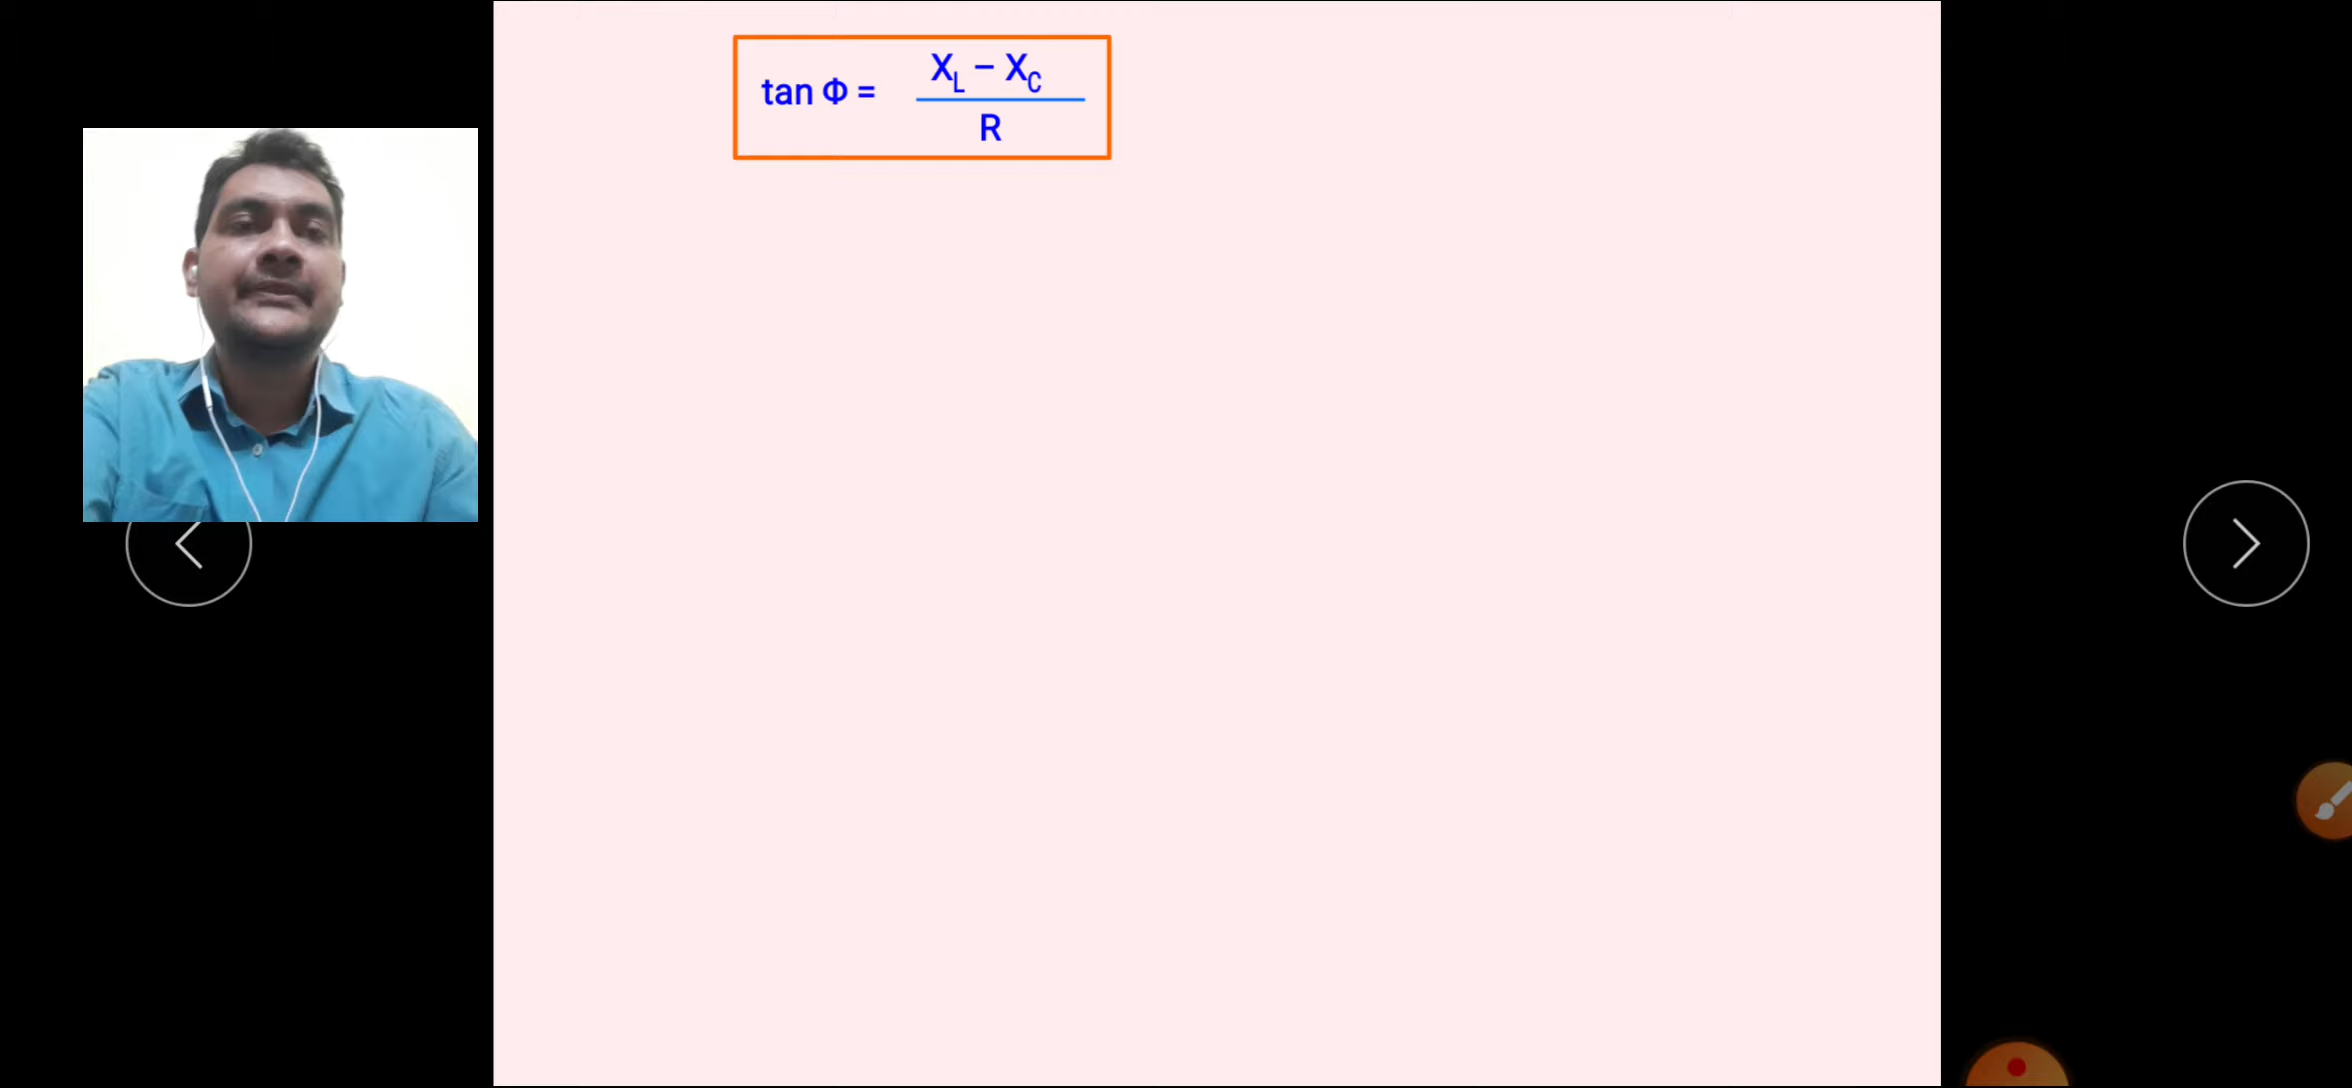 tan Φ = X_L − X_C
R